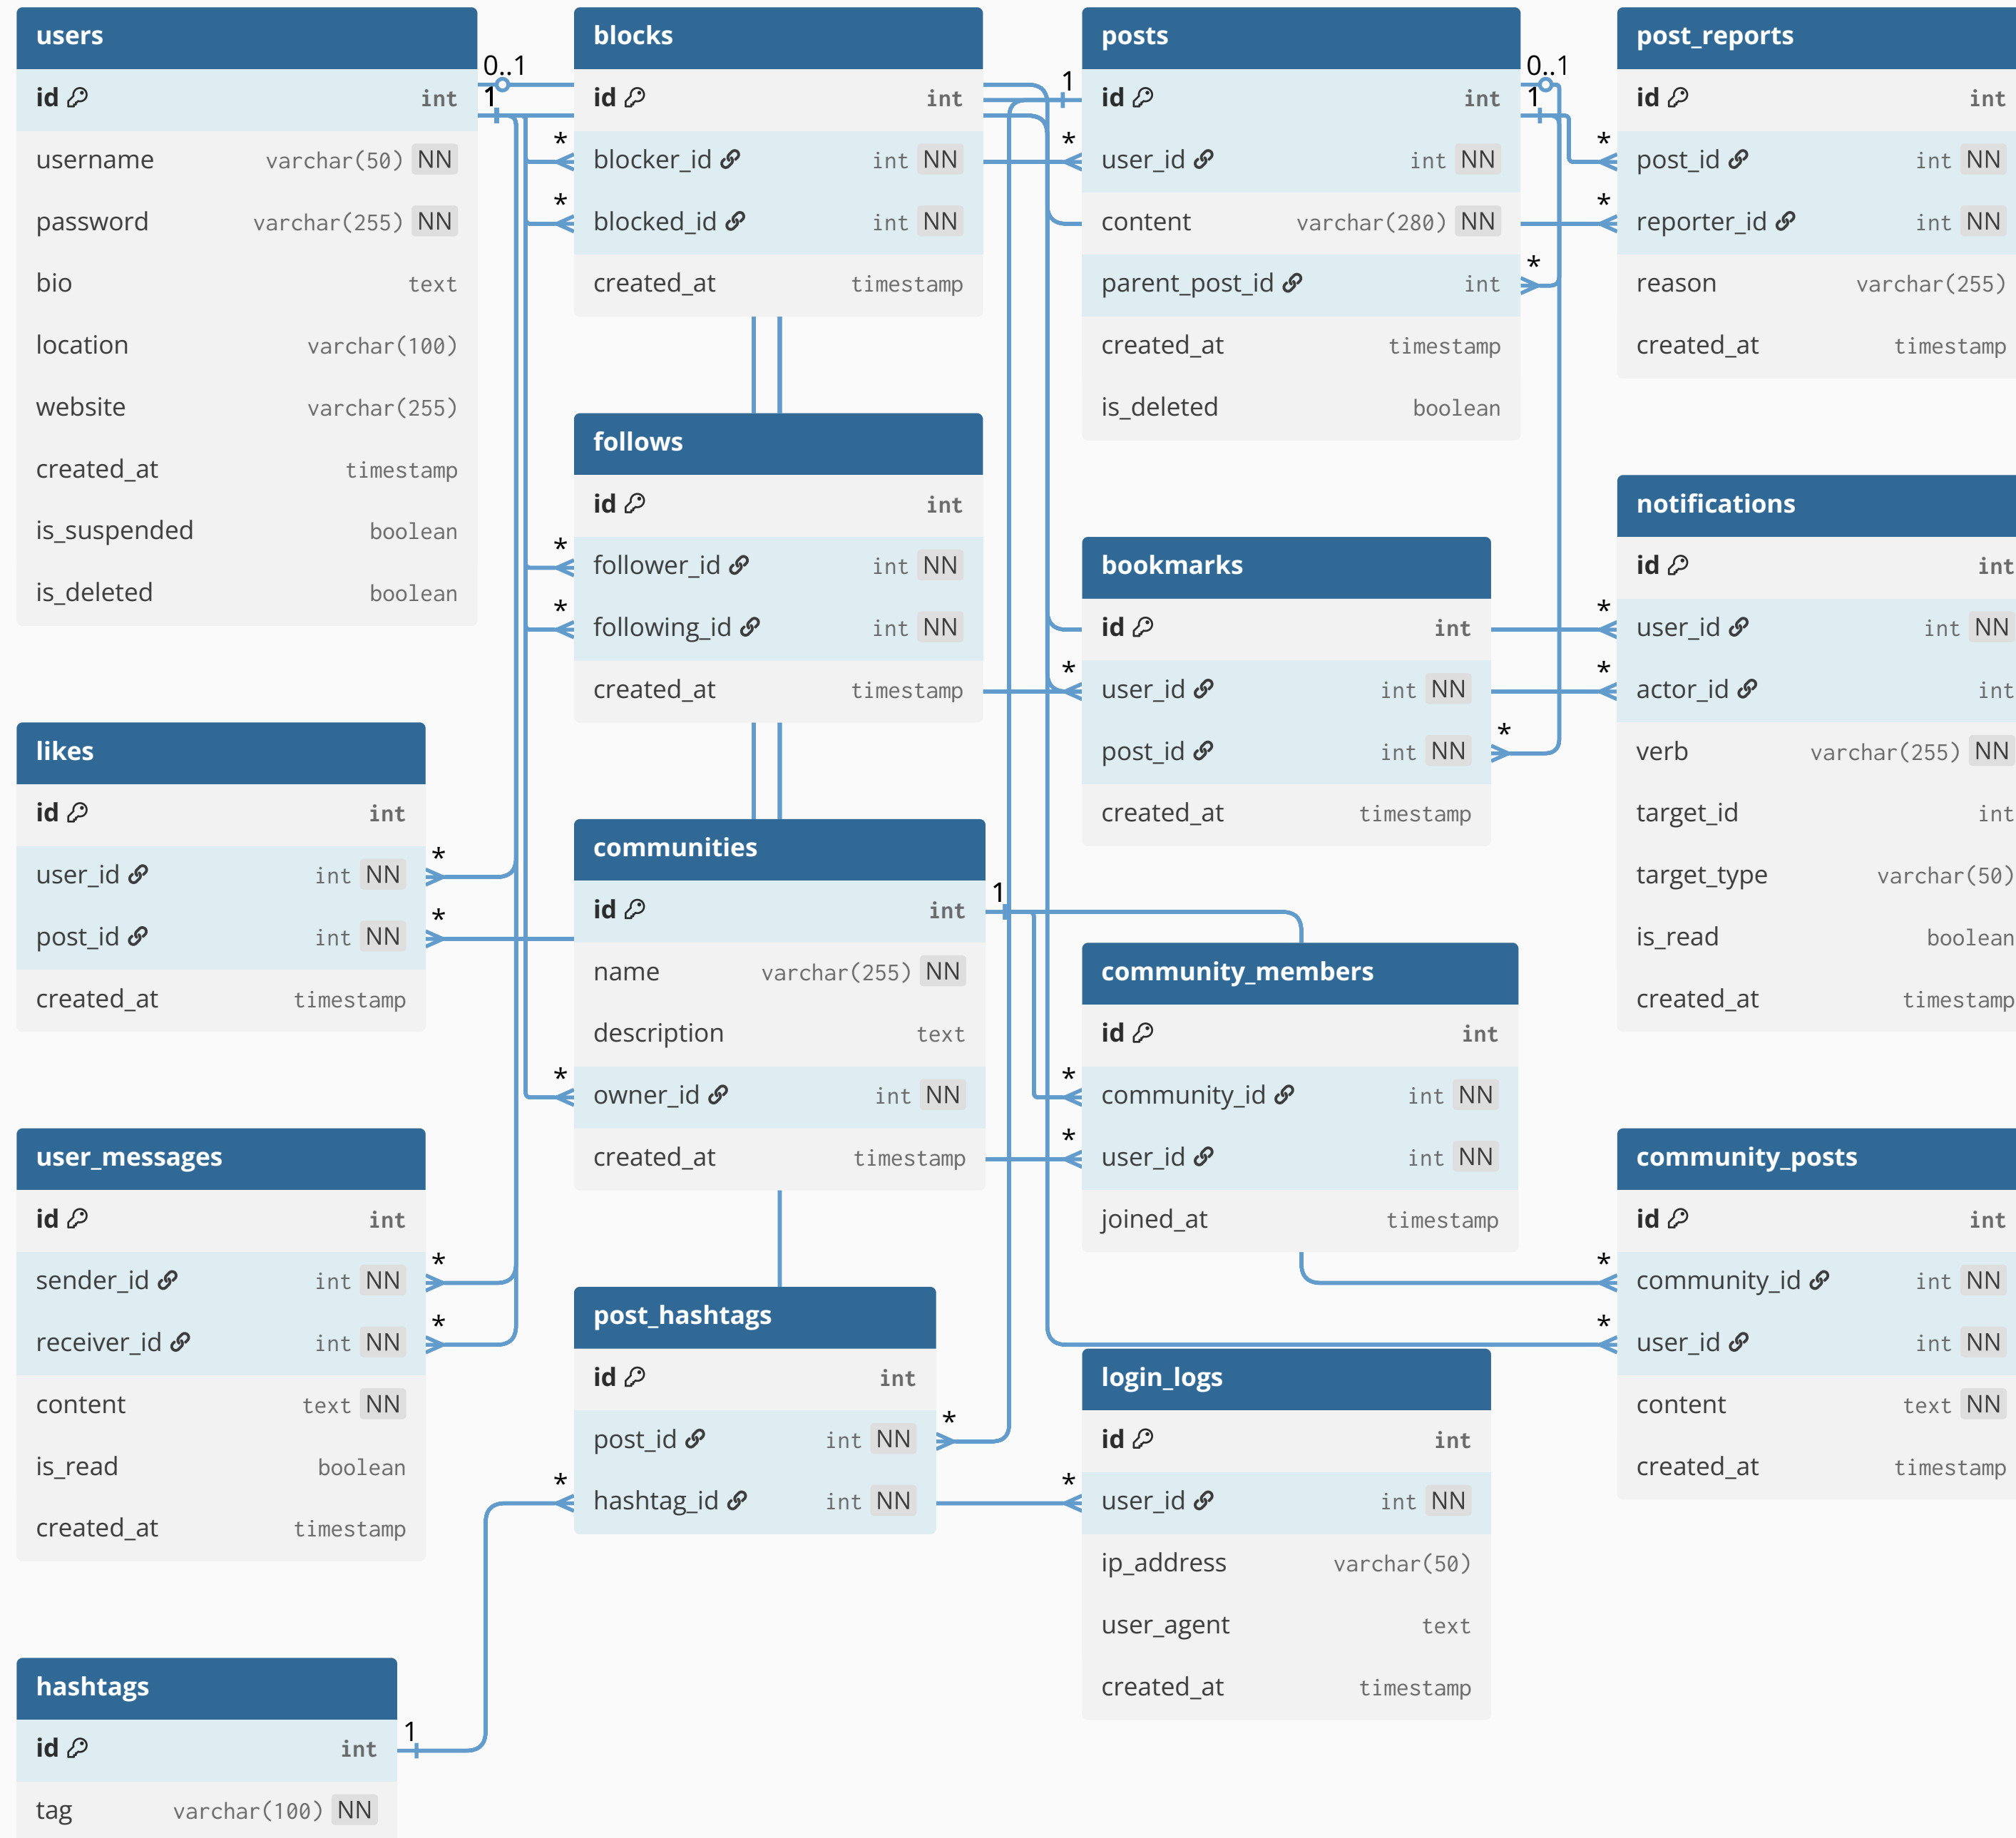 users
0..1
1
id int
username varchar(50) NN
password varchar(255) NN
bio text
location varchar(100)
website varchar(255)
created_at timestamp
is_suspended boolean
is_deleted boolean
blocks
id int
* blocker_id int NN
* blocked_id int NN
created_at timestamp
posts
1
0..1
1
id int
* user_id int NN
content varchar(280) NN
parent_post_id int *
created_at timestamp
is_deleted boolean
post_reports
id int
* post_id int NN
* reporter_id int NN
reason varchar(255)
created_at timestamp
follows
id int
* follower_id int NN
* following_id int NN
created_at timestamp
bookmarks
id int
* user_id int NN
post_id int NN *
created_at timestamp
notifications
id int
* user_id int NN
* actor_id int
verb varchar(255) NN
target_id int
target_type varchar(50)
is_read boolean
created_at timestamp
likes
id int
user_id int NN *
post_id int NN *
created_at timestamp
communities
id int 1
name varchar(255) NN
description text
* owner_id int NN
created_at timestamp
community_members
id int
* community_id int NN
* user_id int NN
joined_at timestamp
user_messages
id int
sender_id int NN *
receiver_id int NN *
content text NN
is_read boolean
created_at timestamp
post_hashtags
id int
post_id int NN *
* hashtag_id int NN
login_logs
id int
* user_id int NN
ip_address varchar(50)
user_agent text
created_at timestamp
community_posts
id int
* community_id int NN
* user_id int NN
content text NN
created_at timestamp
hashtags
id int 1
tag varchar(100) NN